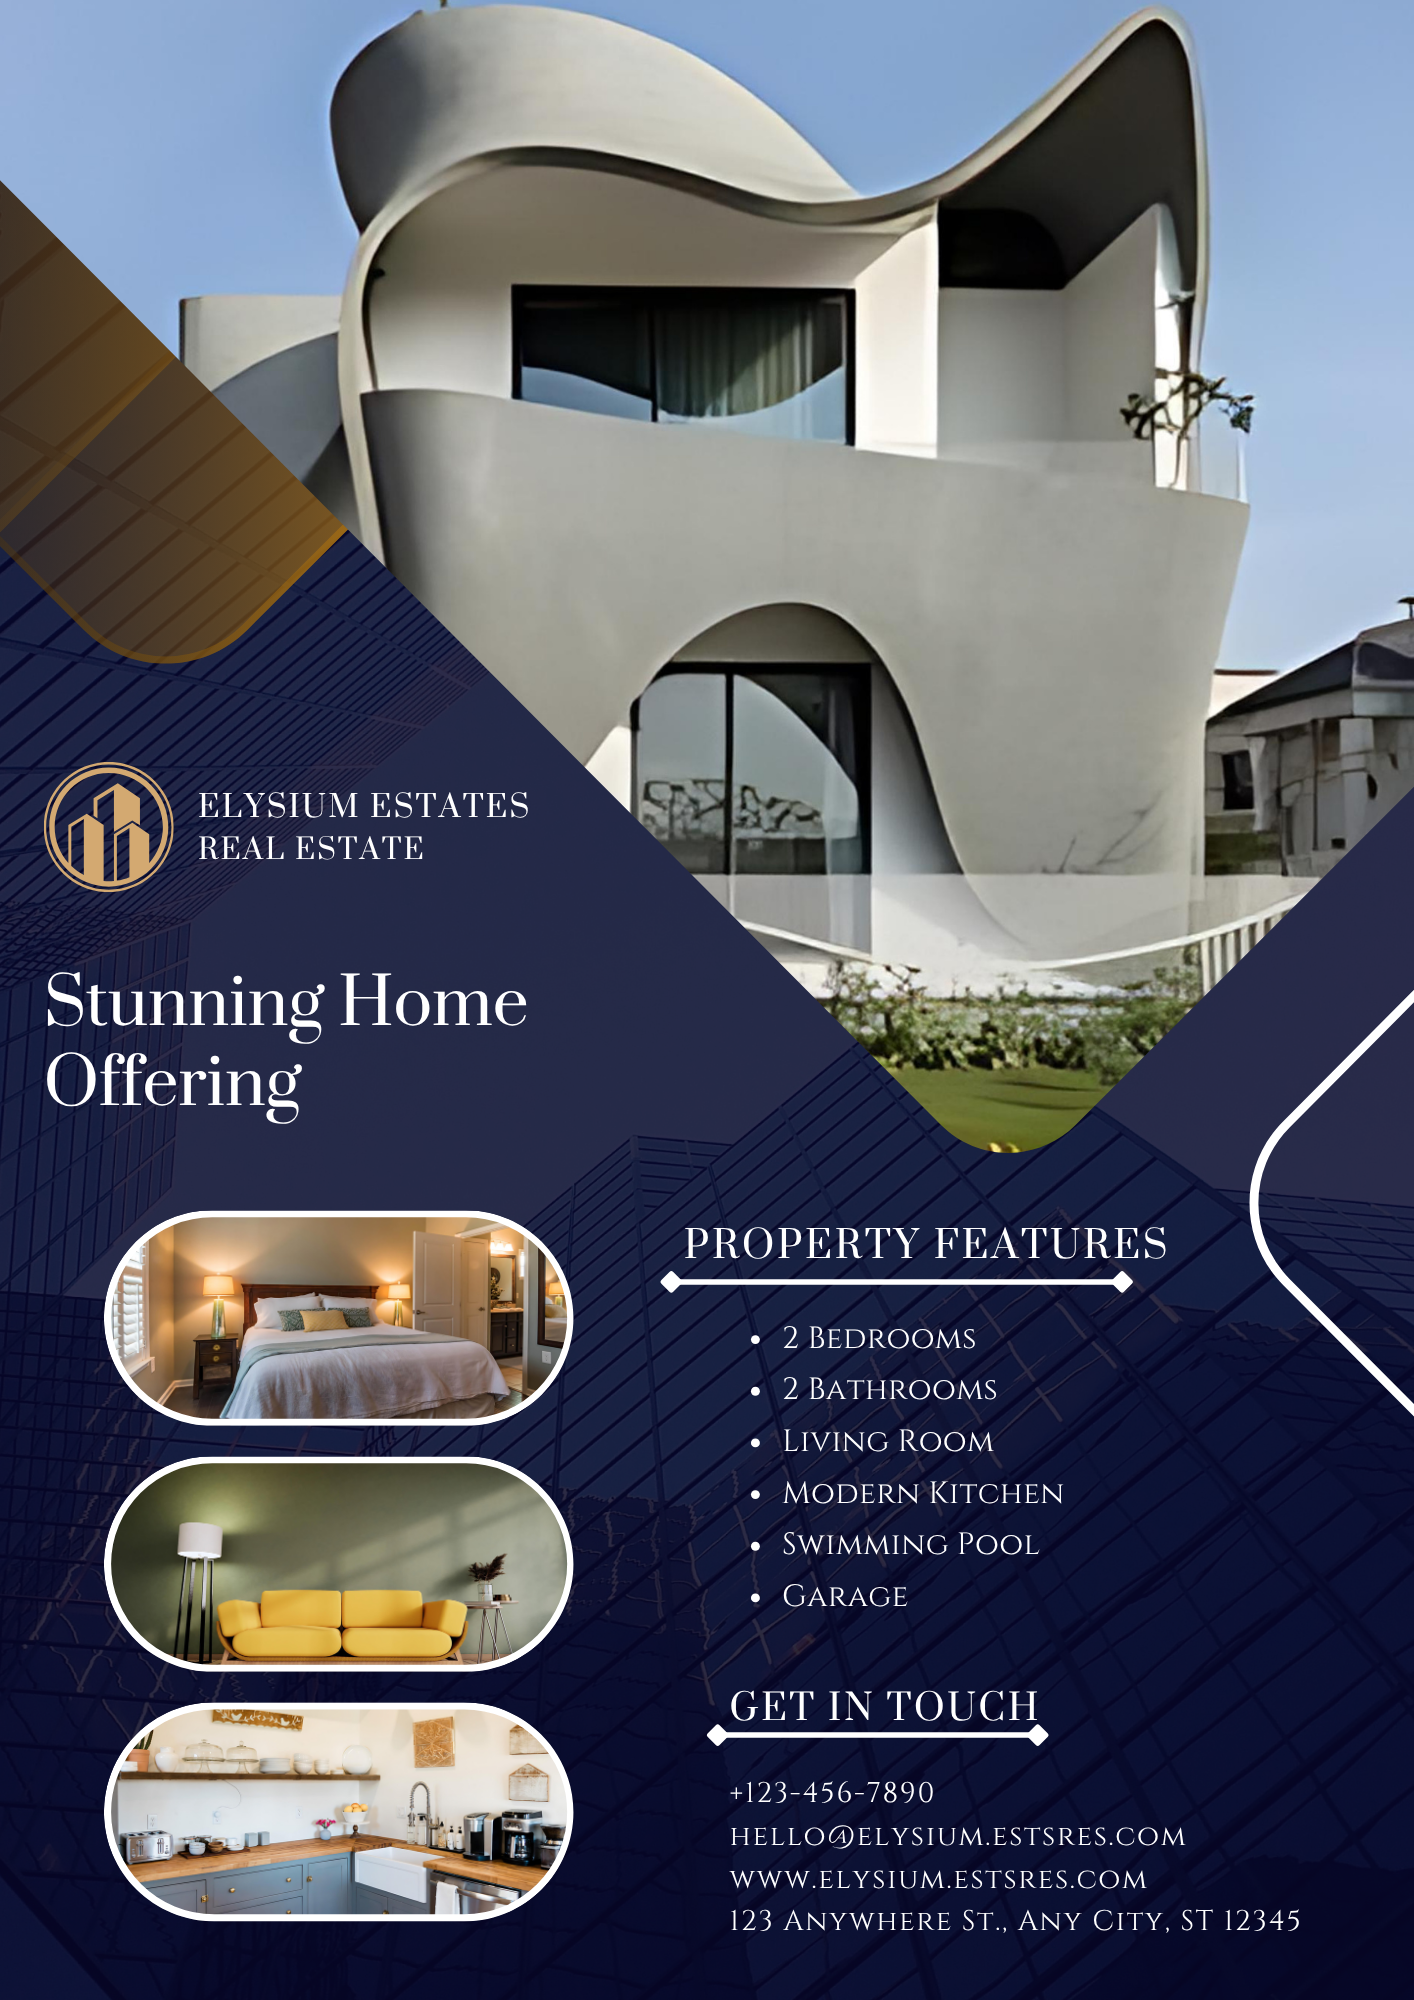 ELYSIUM ESTATES
REAL ESTATE
Stunning Home
Offering
PROPERTY FEATURES
• 2 Bedrooms
• 2 Bathrooms
• Living Room
• Modern Kitchen
• Swimming Pool
• Garage
GET IN TOUCH
+123-456-7890
hello@elysium.estsres.com
www.elysium.estsres.com
123 Anywhere St., Any City, ST 12345